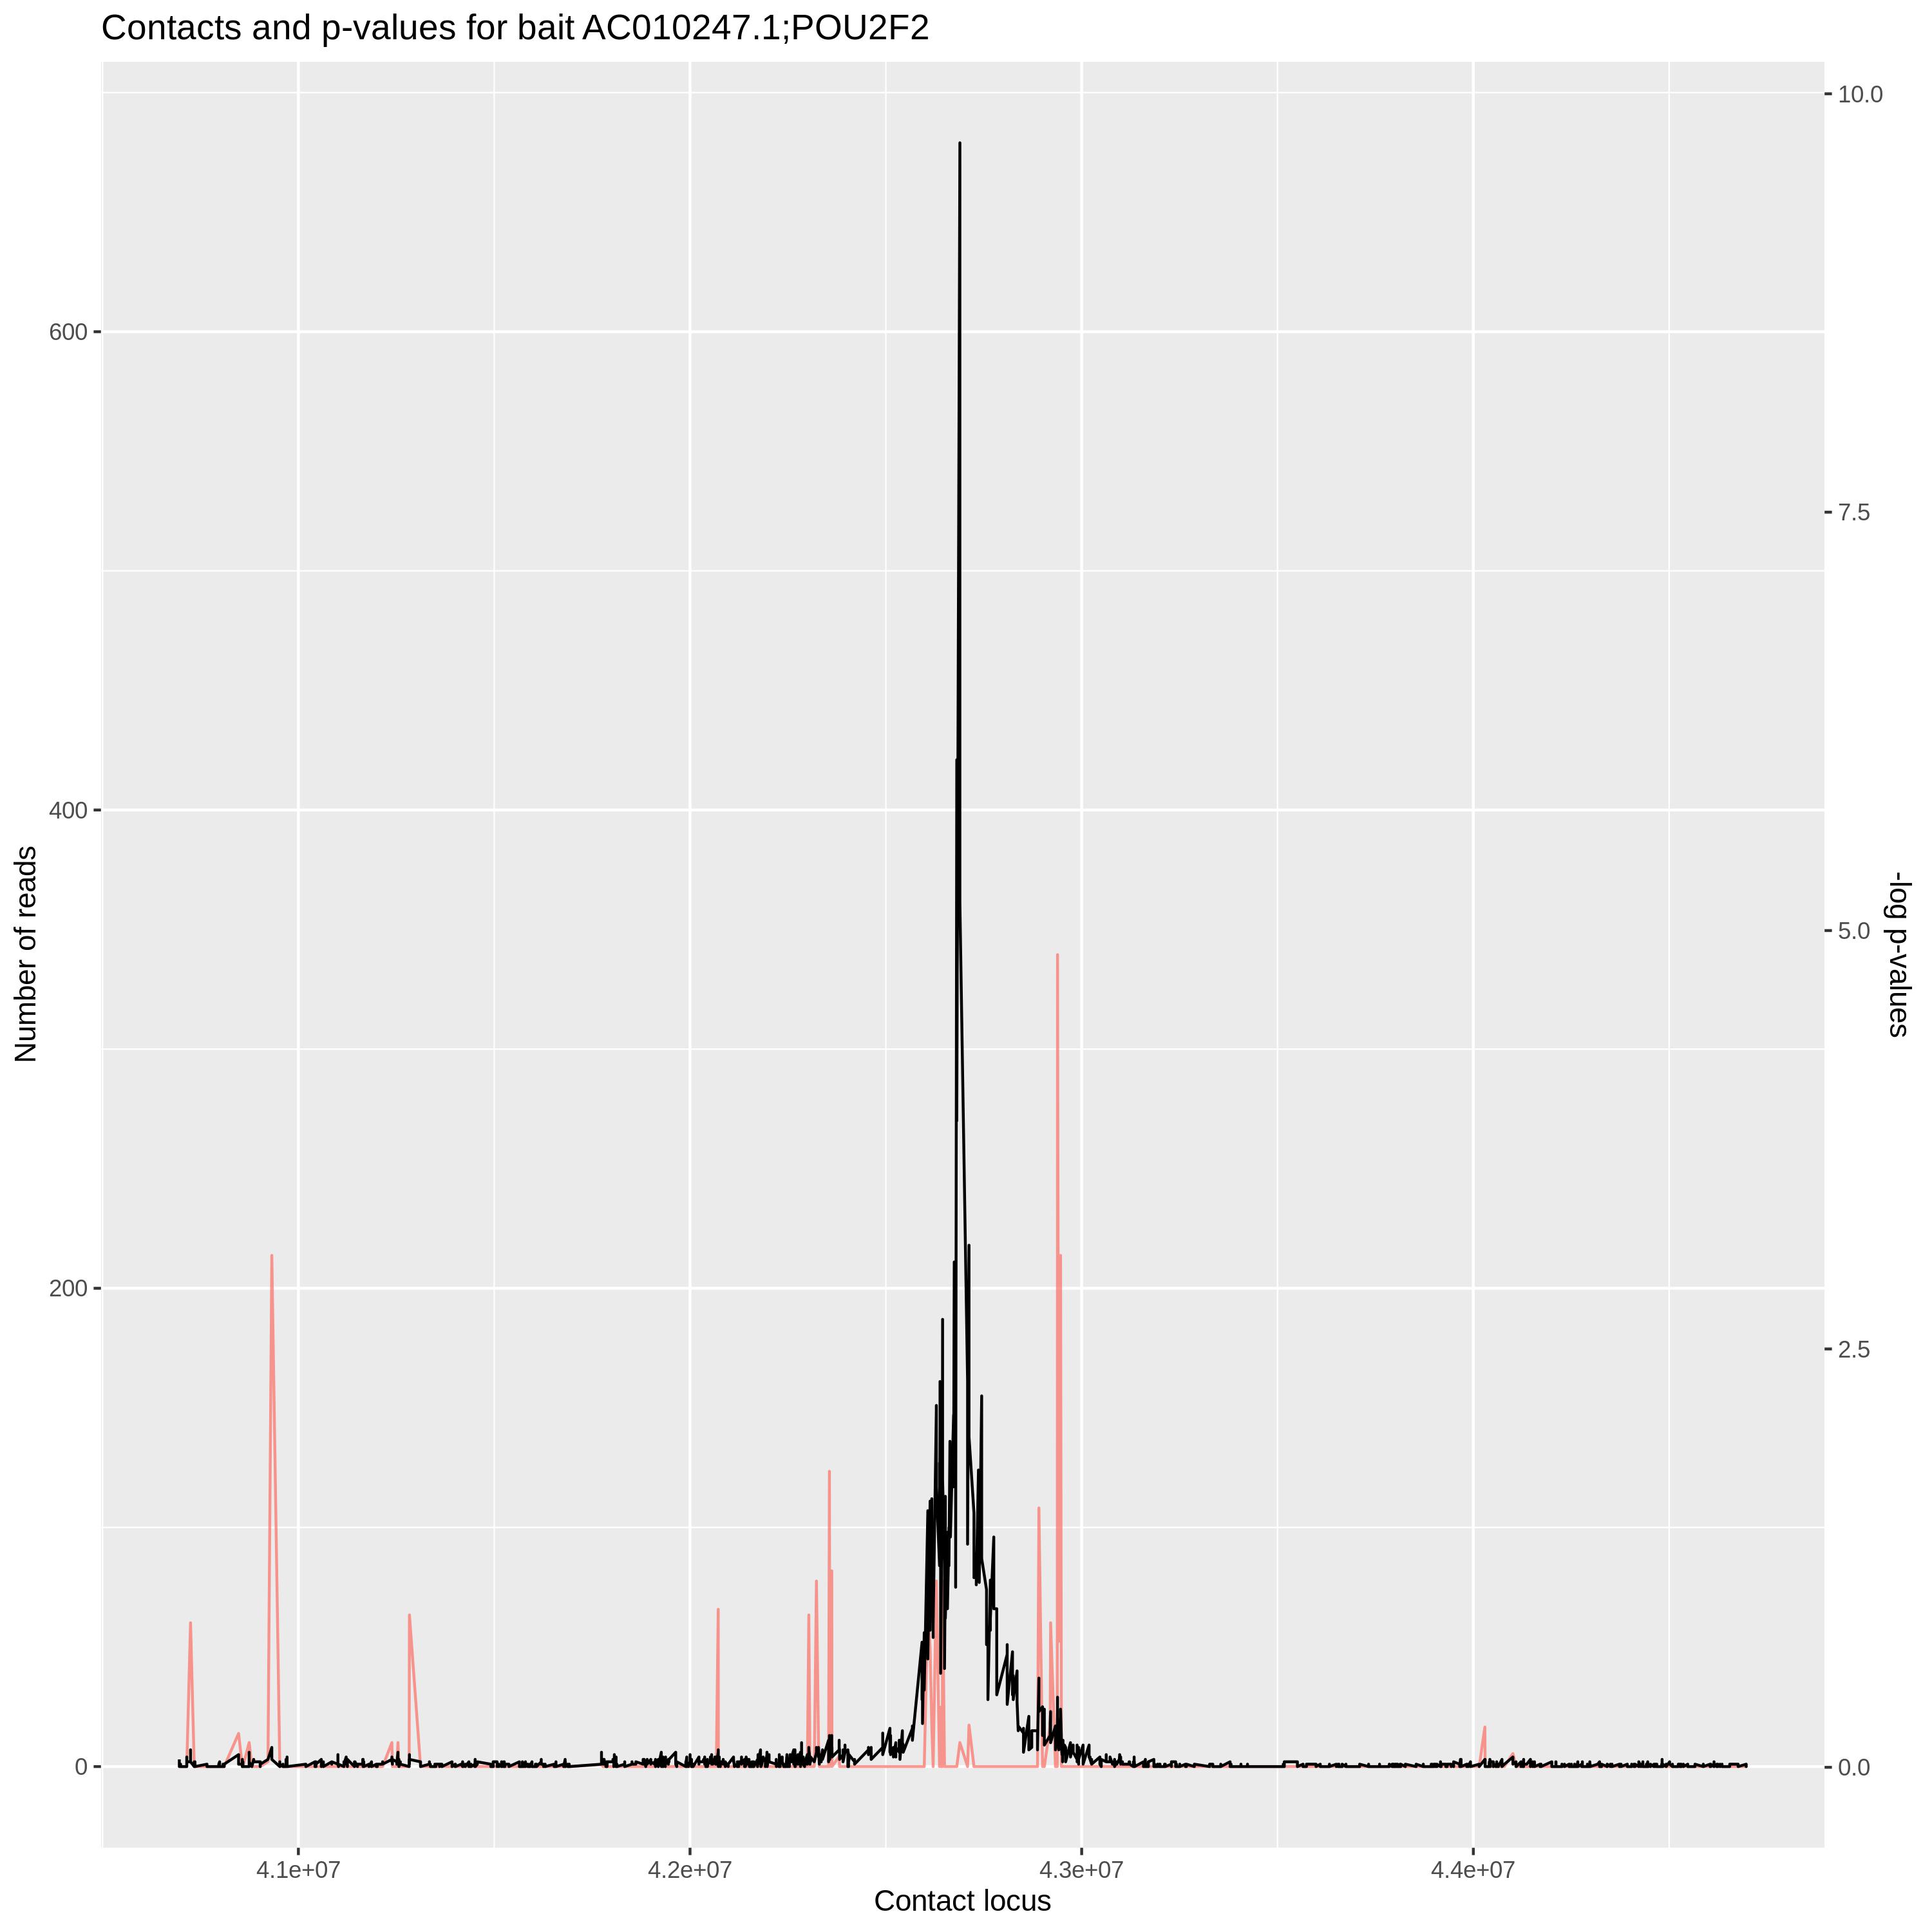 Contacts and p-values for bait AC010247.1;POU2F2
10.0
600
7.5
400
5.0
Number of reads
-log p-values
200
2.5
0
0.0
4.1e+07
4.2e+07
4.3e+07
4.4e+07
Contact locus